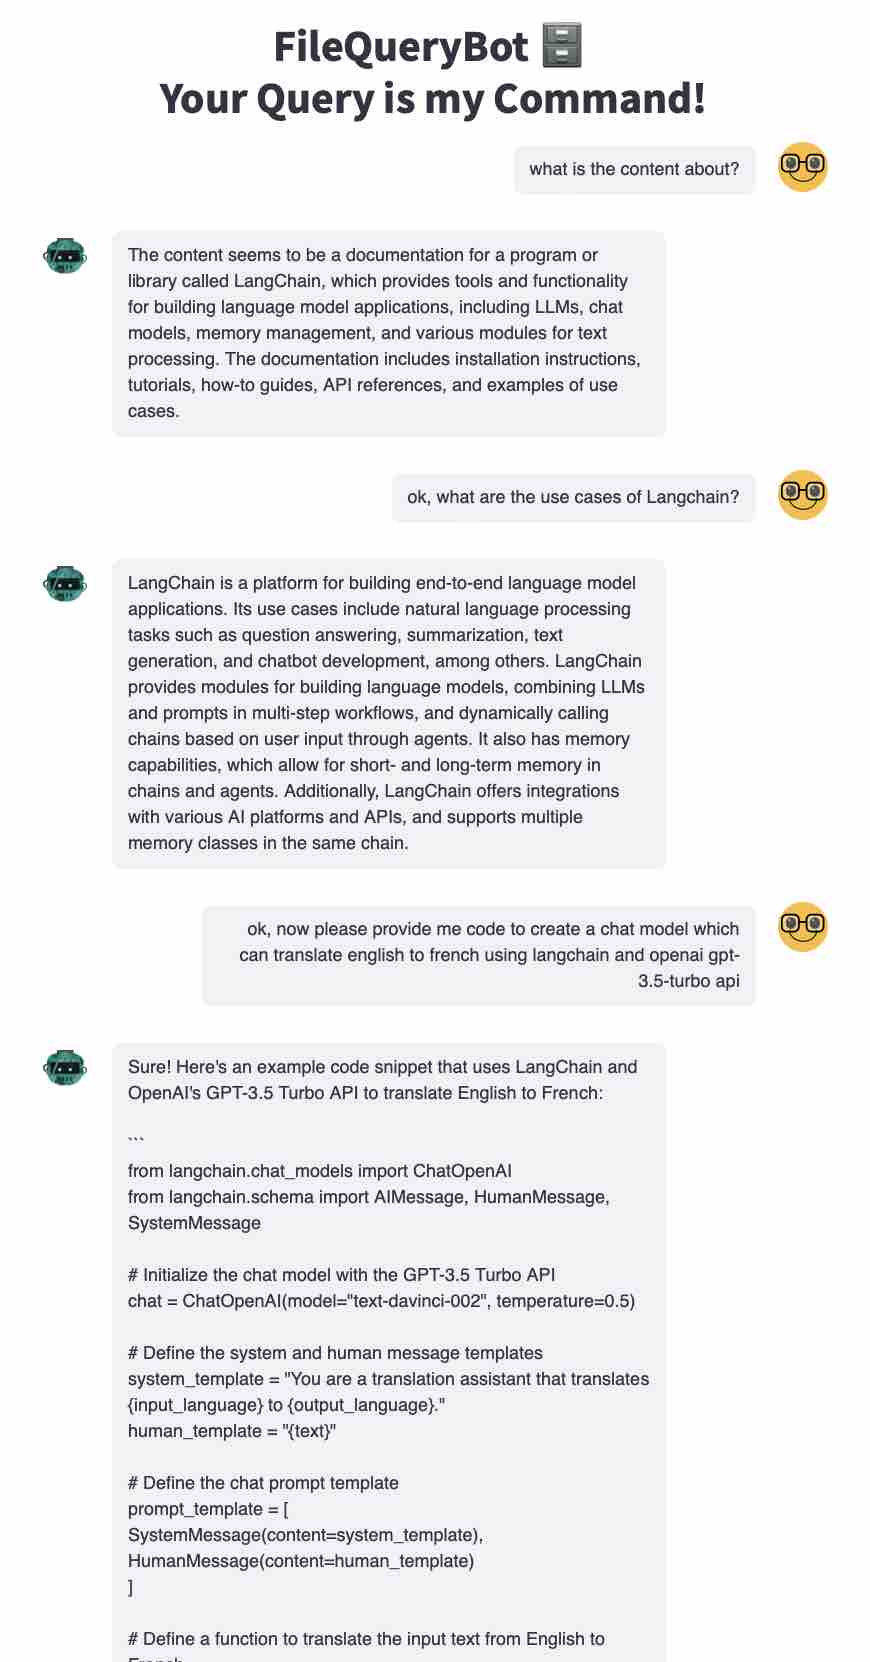 FileQueryBot
Your Query is my Command!
what is the content about?
The content seems to be a documentation for a program or
library called LangChain, which provides tools and functionality
for building language model applications, including LLMs, chat
models, memory management, and various modules for text
processing. The documentation includes installation instructions,
tutorials, how-to guides, API references, and examples of use
cases.
ok, what are the use cases of Langchain?
LangChain is a platform for building end-to-end language model
applications. Its use cases include natural language processing
tasks such as question answering, summarization, text
generation, and chatbot development, among others. LangChain
provides modules for building language models, combining LLMs
and prompts in multi-step workflows, and dynamically calling
chains based on user input through agents. It also has memory
capabilities, which allow for short- and long-term memory in
chains and agents. Additionally, LangChain offers integrations
with various AI platforms and APIs, and supports multiple
memory classes in the same chain.
ok, now please provide me code to create a chat model which
can translate english to french using langchain and openai gpt-
3.5-turbo api
Sure! Here's an example code snippet that uses LangChain and
OpenAI's GPT-3.5 Turbo API to translate English to French:
```
from langchain.chat_models import ChatOpenAI
from langchain.schema import AIMessage, HumanMessage,
SystemMessage
# Initialize the chat model with the GPT-3.5 Turbo API
chat = ChatOpenAI(model="text-davinci-002", temperature=0.5)
# Define the system and human message templates
system_template = "You are a translation assistant that translates
{input_language} to {output_language}."
human_template = "{text}"
# Define the chat prompt template
prompt_template = [
SystemMessage(content=system_template),
HumanMessage(content=human_template)
]
# Define a function to translate the input text from English to